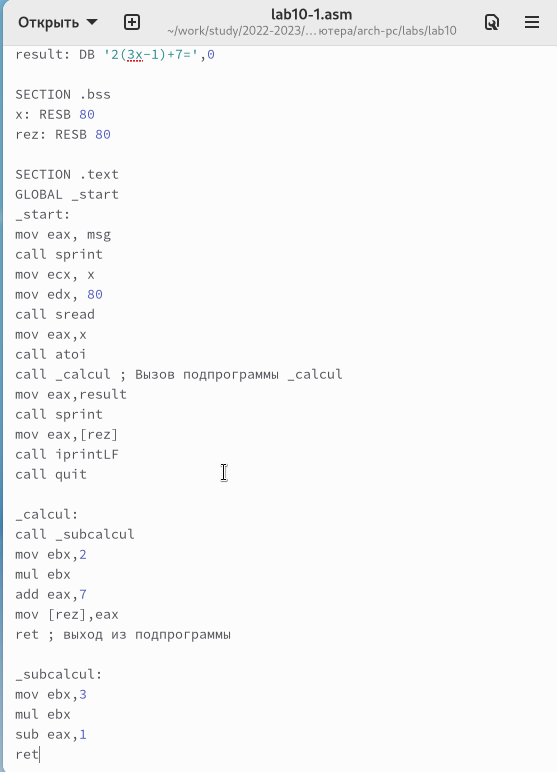 Открыть
lab10-1.asm
~/work/study/2022-2023/…ютера/arch-pc/labs/lab10
result: DB '2(3x-1)+7=',0
SECTION .bss
x: RESB 80
rez: RESB 80
SECTION .text
GLOBAL _start
_start:
mov eax, msg
call sprint
mov ecx, x
mov edx, 80
call sread
mov eax,x
call atoi
call _calcul ; Вызов подпрограммы _calcul
mov eax,result
call sprint
mov eax,[rez]
call iprintLF
call quit
_calcul:
call _subcalcul
mov ebx,2
mul ebx
add eax,7
mov [rez],eax
ret ; выход из подпрограммы
_subcalcul:
mov ebx,3
mul ebx
sub eax,1
ret